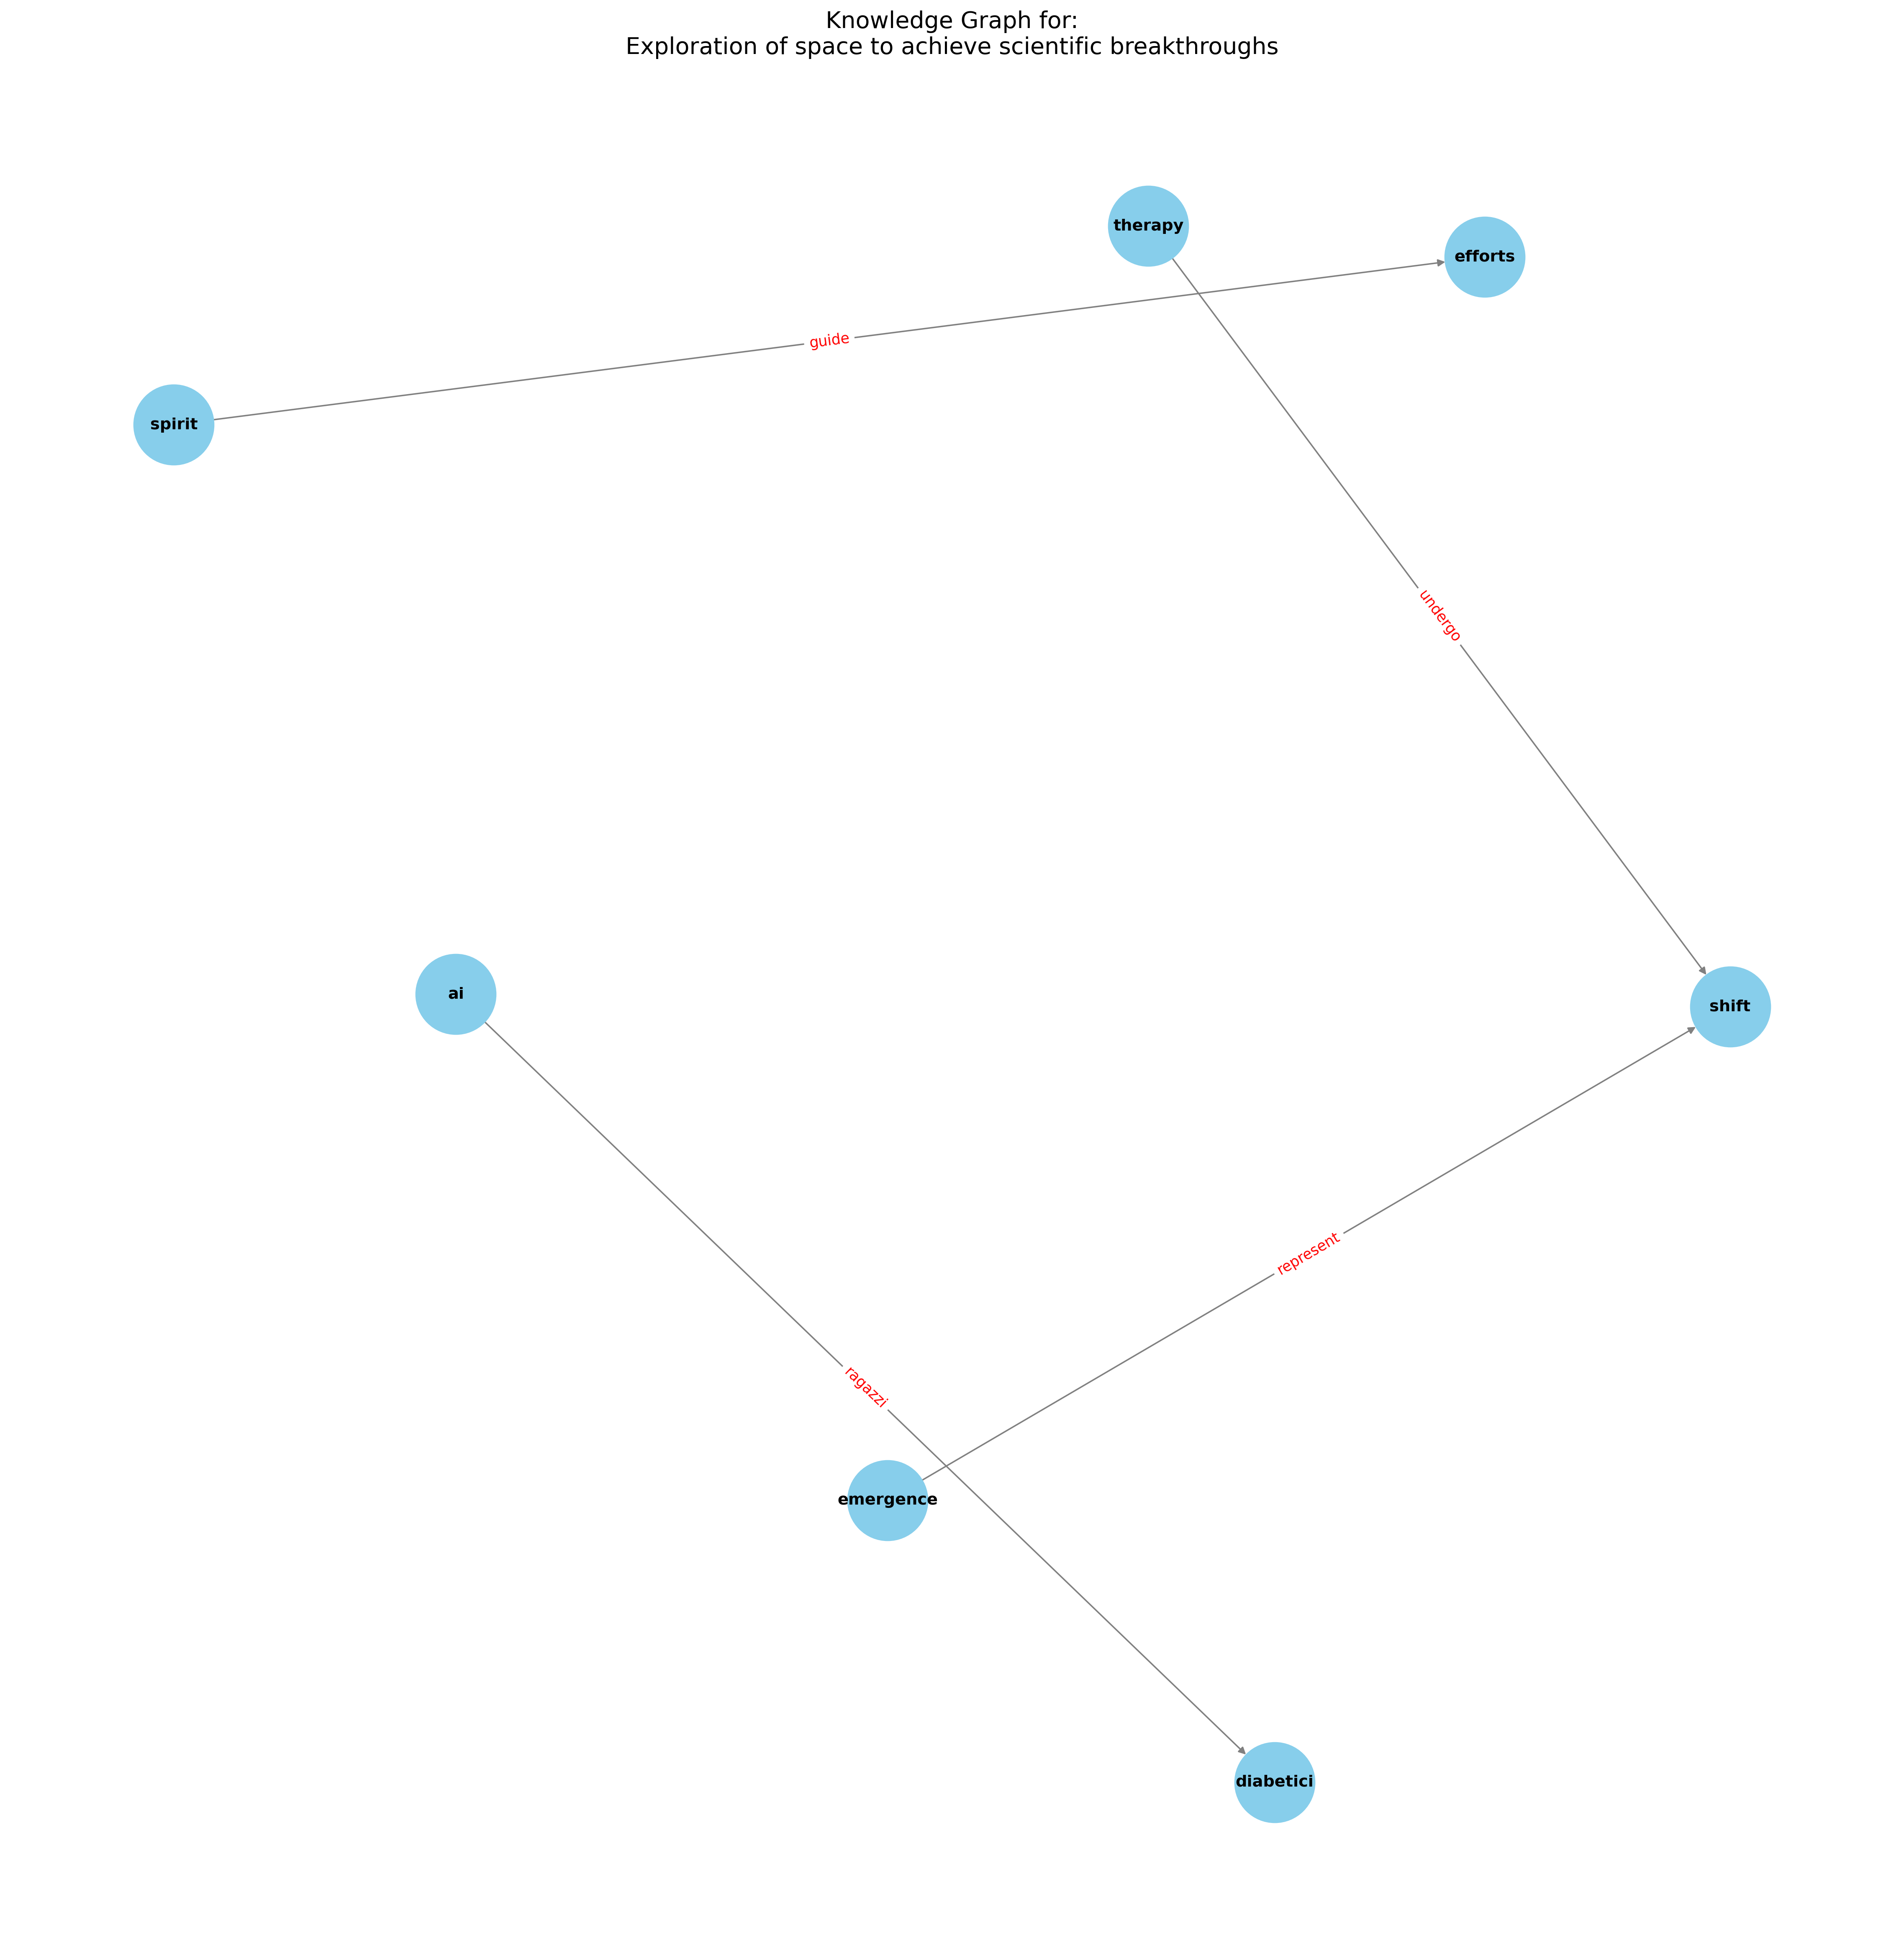 Knowledge Graph for:
Exploration of space to achieve scientific breakthroughs
therapy
efforts
guide
spirit
undergo
ai
shift
represent
ragazzi
emergence
diabetici